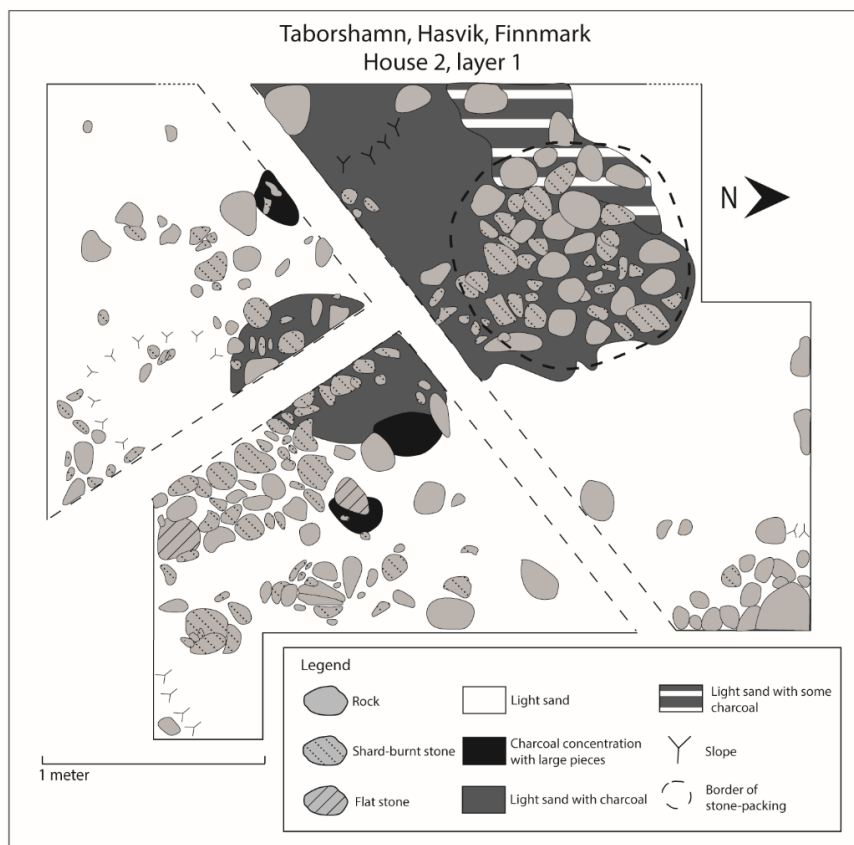 Taborshamn, Hasvik, Finnmark
House 2, layer 1
N
Legend
Rock
Light sand
Light sand with some
charcoal
Shard-burnt stone
Charcoal concentration
with large pieces
Slope
Flat stone
Light sand with charcoal
Border of
stone-packing
1 meter